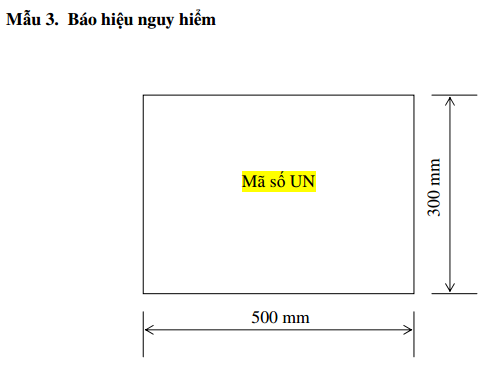 Mẫu 3. Báo hiệu nguy hiểm
Mã số UN
300 mm
500 mm